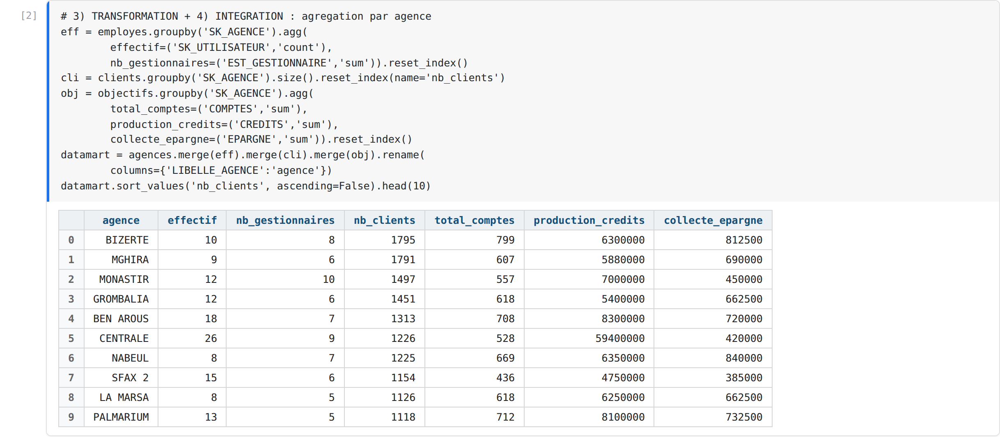 [2]
# 3) TRANSFORMATION + 4) INTEGRATION : agregation par agence
eff = employes.groupby('SK_AGENCE').agg(
        effectif=('SK_UTILISATEUR','count'),
        nb_gestionnaires=('EST_GESTIONNAIRE','sum')).reset_index()
cli = clients.groupby('SK_AGENCE').size().reset_index(name='nb_clients')
obj = objectifs.groupby('SK_AGENCE').agg(
        total_comptes=('COMPTES','sum'),
        production_credits=('CREDITS','sum'),
        collecte_epargne=('EPARGNE','sum')).reset_index()
datamart = agences.merge(eff).merge(cli).merge(obj).rename(
        columns={'LIBELLE_AGENCE':'agence'})
datamart.sort_values('nb_clients', ascending=False).head(10)
agence effectif nb_gestionnaires nb_clients total_comptes production_credits collecte_epargne
0 BIZERTE 10 8 1795 799 6300000 812500
1 MGHIRA 9 6 1791 607 5880000 690000
2 MONASTIR 12 10 1497 557 7000000 450000
3 GROMBALIA 12 6 1451 618 5400000 662500
4 BEN AROUS 18 7 1313 708 8300000 720000
5 CENTRALE 26 9 1226 528 59400000 420000
6 NABEUL 8 7 1225 669 6350000 840000
7 SFAX 2 15 6 1154 436 4750000 385000
8 LA MARSA 8 5 1126 618 6250000 662500
9 PALMARIUM 13 5 1118 712 8100000 732500